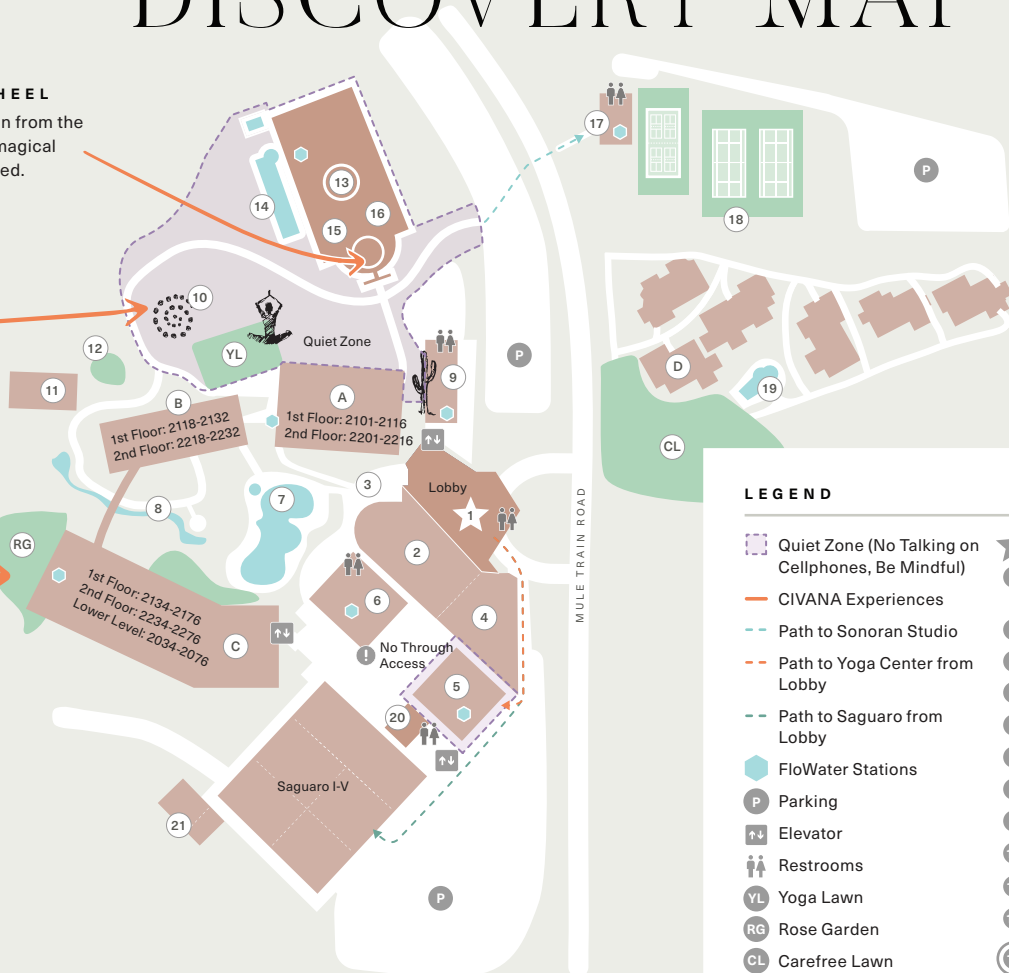 DISCOVERY MAP
HEEL
n from the
magical
ed.
17
P
13
14
16
15
18
10
Quiet Zone
12
YL
P
9
D
19
11
B
1st Floor: 2118-2132
2nd Floor: 2218-2232
A
1st Floor: 2101-2116
2nd Floor: 2201-2216
CL
3
Lobby
1
7
8
MULE TRAIN ROAD
RG
2
1st Floor: 2134-2176
2nd Floor: 2234-2276
Lower Level: 2034-2076
C
6
4
!
No Through
Access
5
20
Saguaro I-V
21
P
LEGEND
Quiet Zone (No Talking on
Cellphones, Be Mindful)
CIVANA Experiences
Path to Sonoran Studio
Path to Yoga Center from
Lobby
Path to Saguaro from
Lobby
FloWater Stations
P Parking
Elevator
Restrooms
YL Yoga Lawn
RG Rose Garden
CL Carefree Lawn